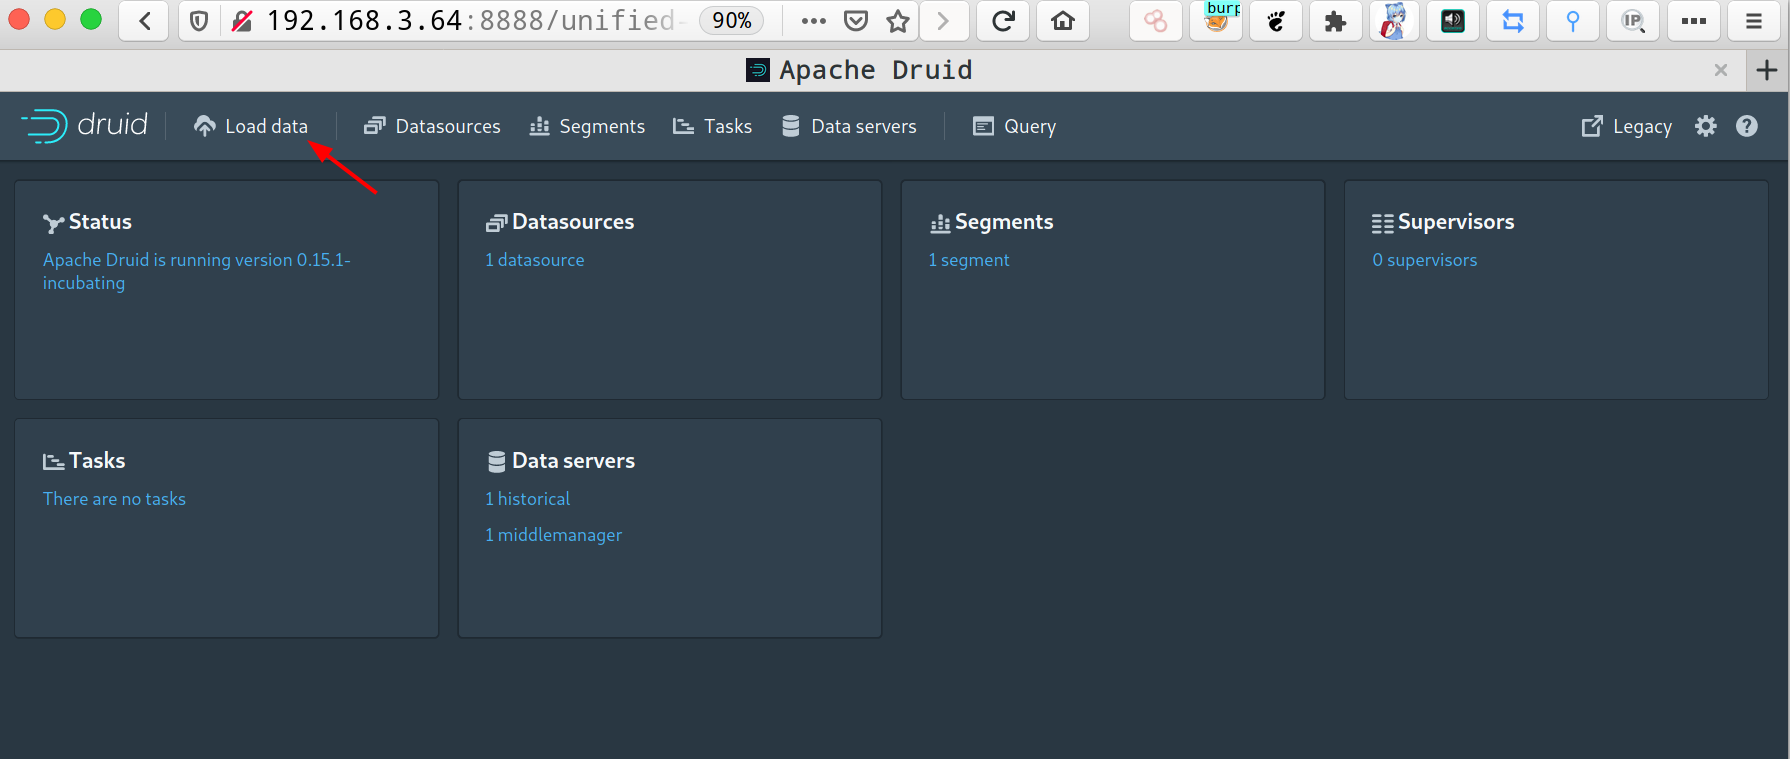 192.168.3.64:8888/unified- 90% burp IP
Apache Druid
druid Load data Datasources Segments Tasks Data servers Query Legacy
Status
Apache Druid is running version 0.15.1-
incubating
Datasources
1 datasource
Segments
1 segment
Supervisors
0 supervisors
Tasks
There are no tasks
Data servers
1 historical
1 middlemanager